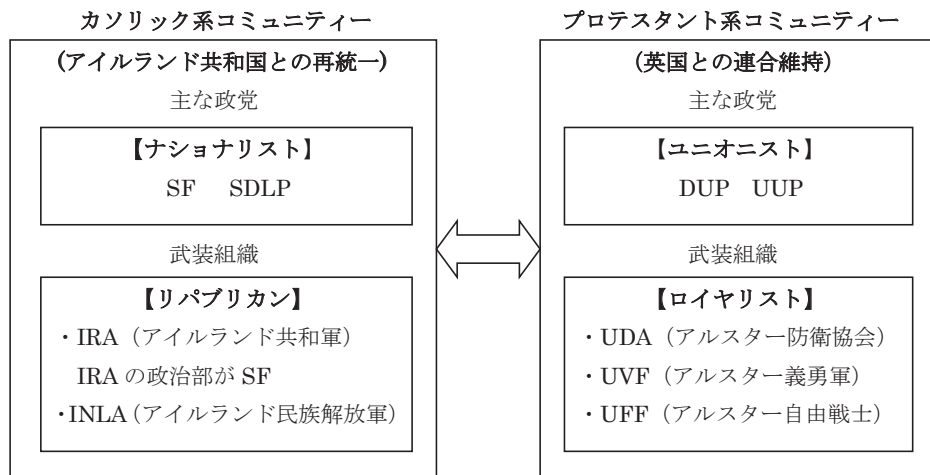 カソリック系コミュニティー
(アイルランド共和国との再統一)
主な政党
【ナショナリスト】
SF SDLP
武装組織
【リパブリカン】
・IRA（アイルランド共和軍）
IRA の政治部が SF
・INLA（アイルランド民族解放軍）
プロテスタント系コミュニティー
(英国との連合維持)
主な政党
【ユニオニスト】
DUP UUP
武装組織
【ロイヤリスト】
・UDA（アルスター防衛協会）
・UVF（アルスター義勇軍）
・UFF（アルスター自由戦士）